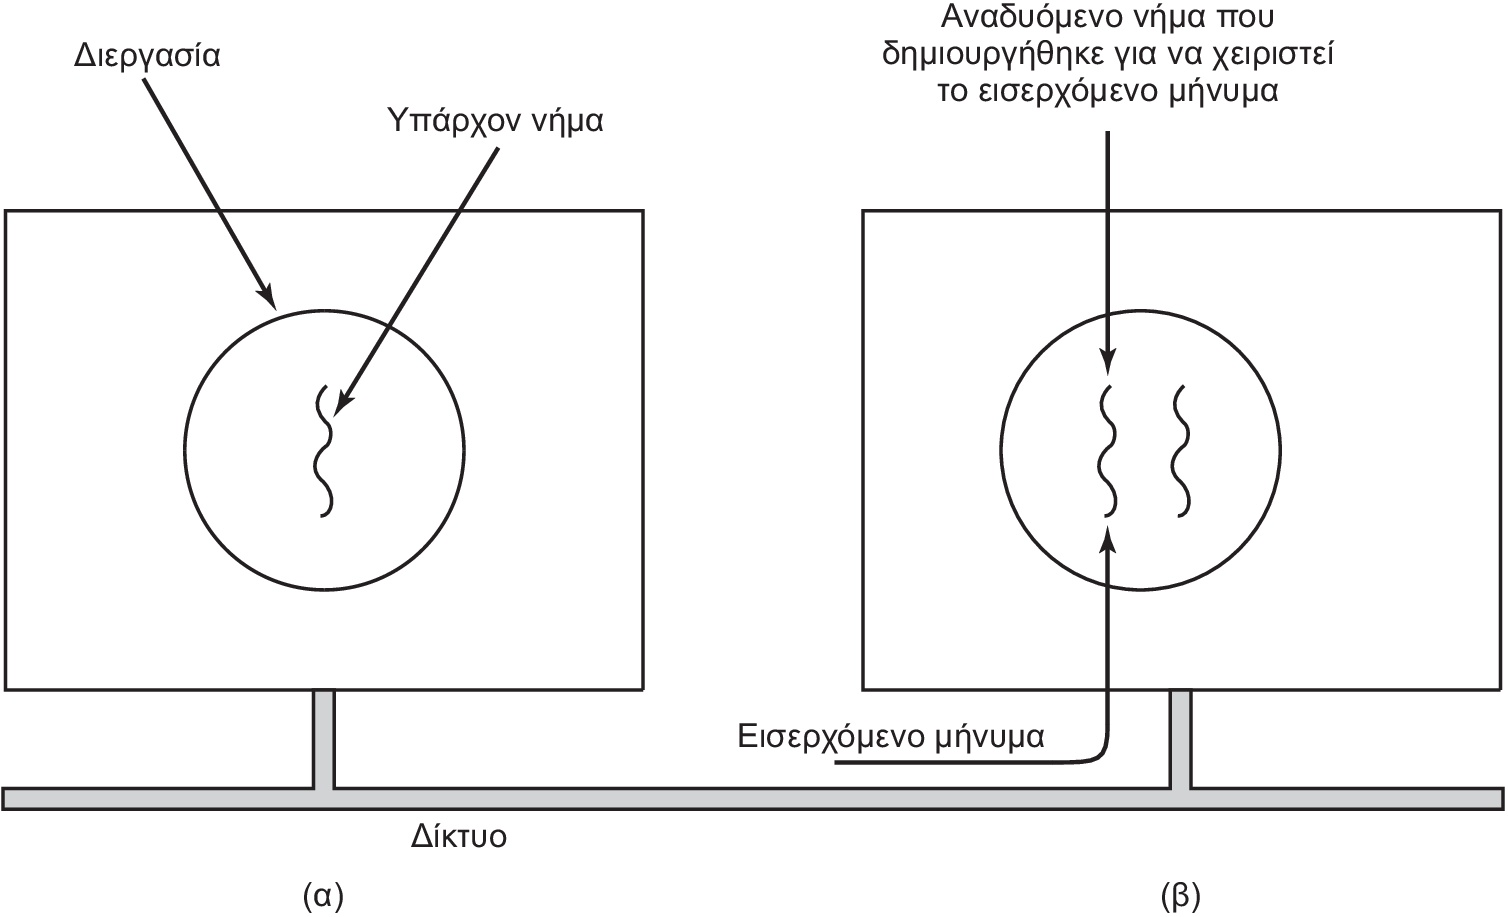 Διεργασία
Υπάρχον νήμα
Αναδυόμενο νήμα που
δημιουργήθηκε για να χειριστεί
το εισερχόμενο μήνυμα
Εισερχόμενο μήνυμα
Δίκτυο
(α)
(β)